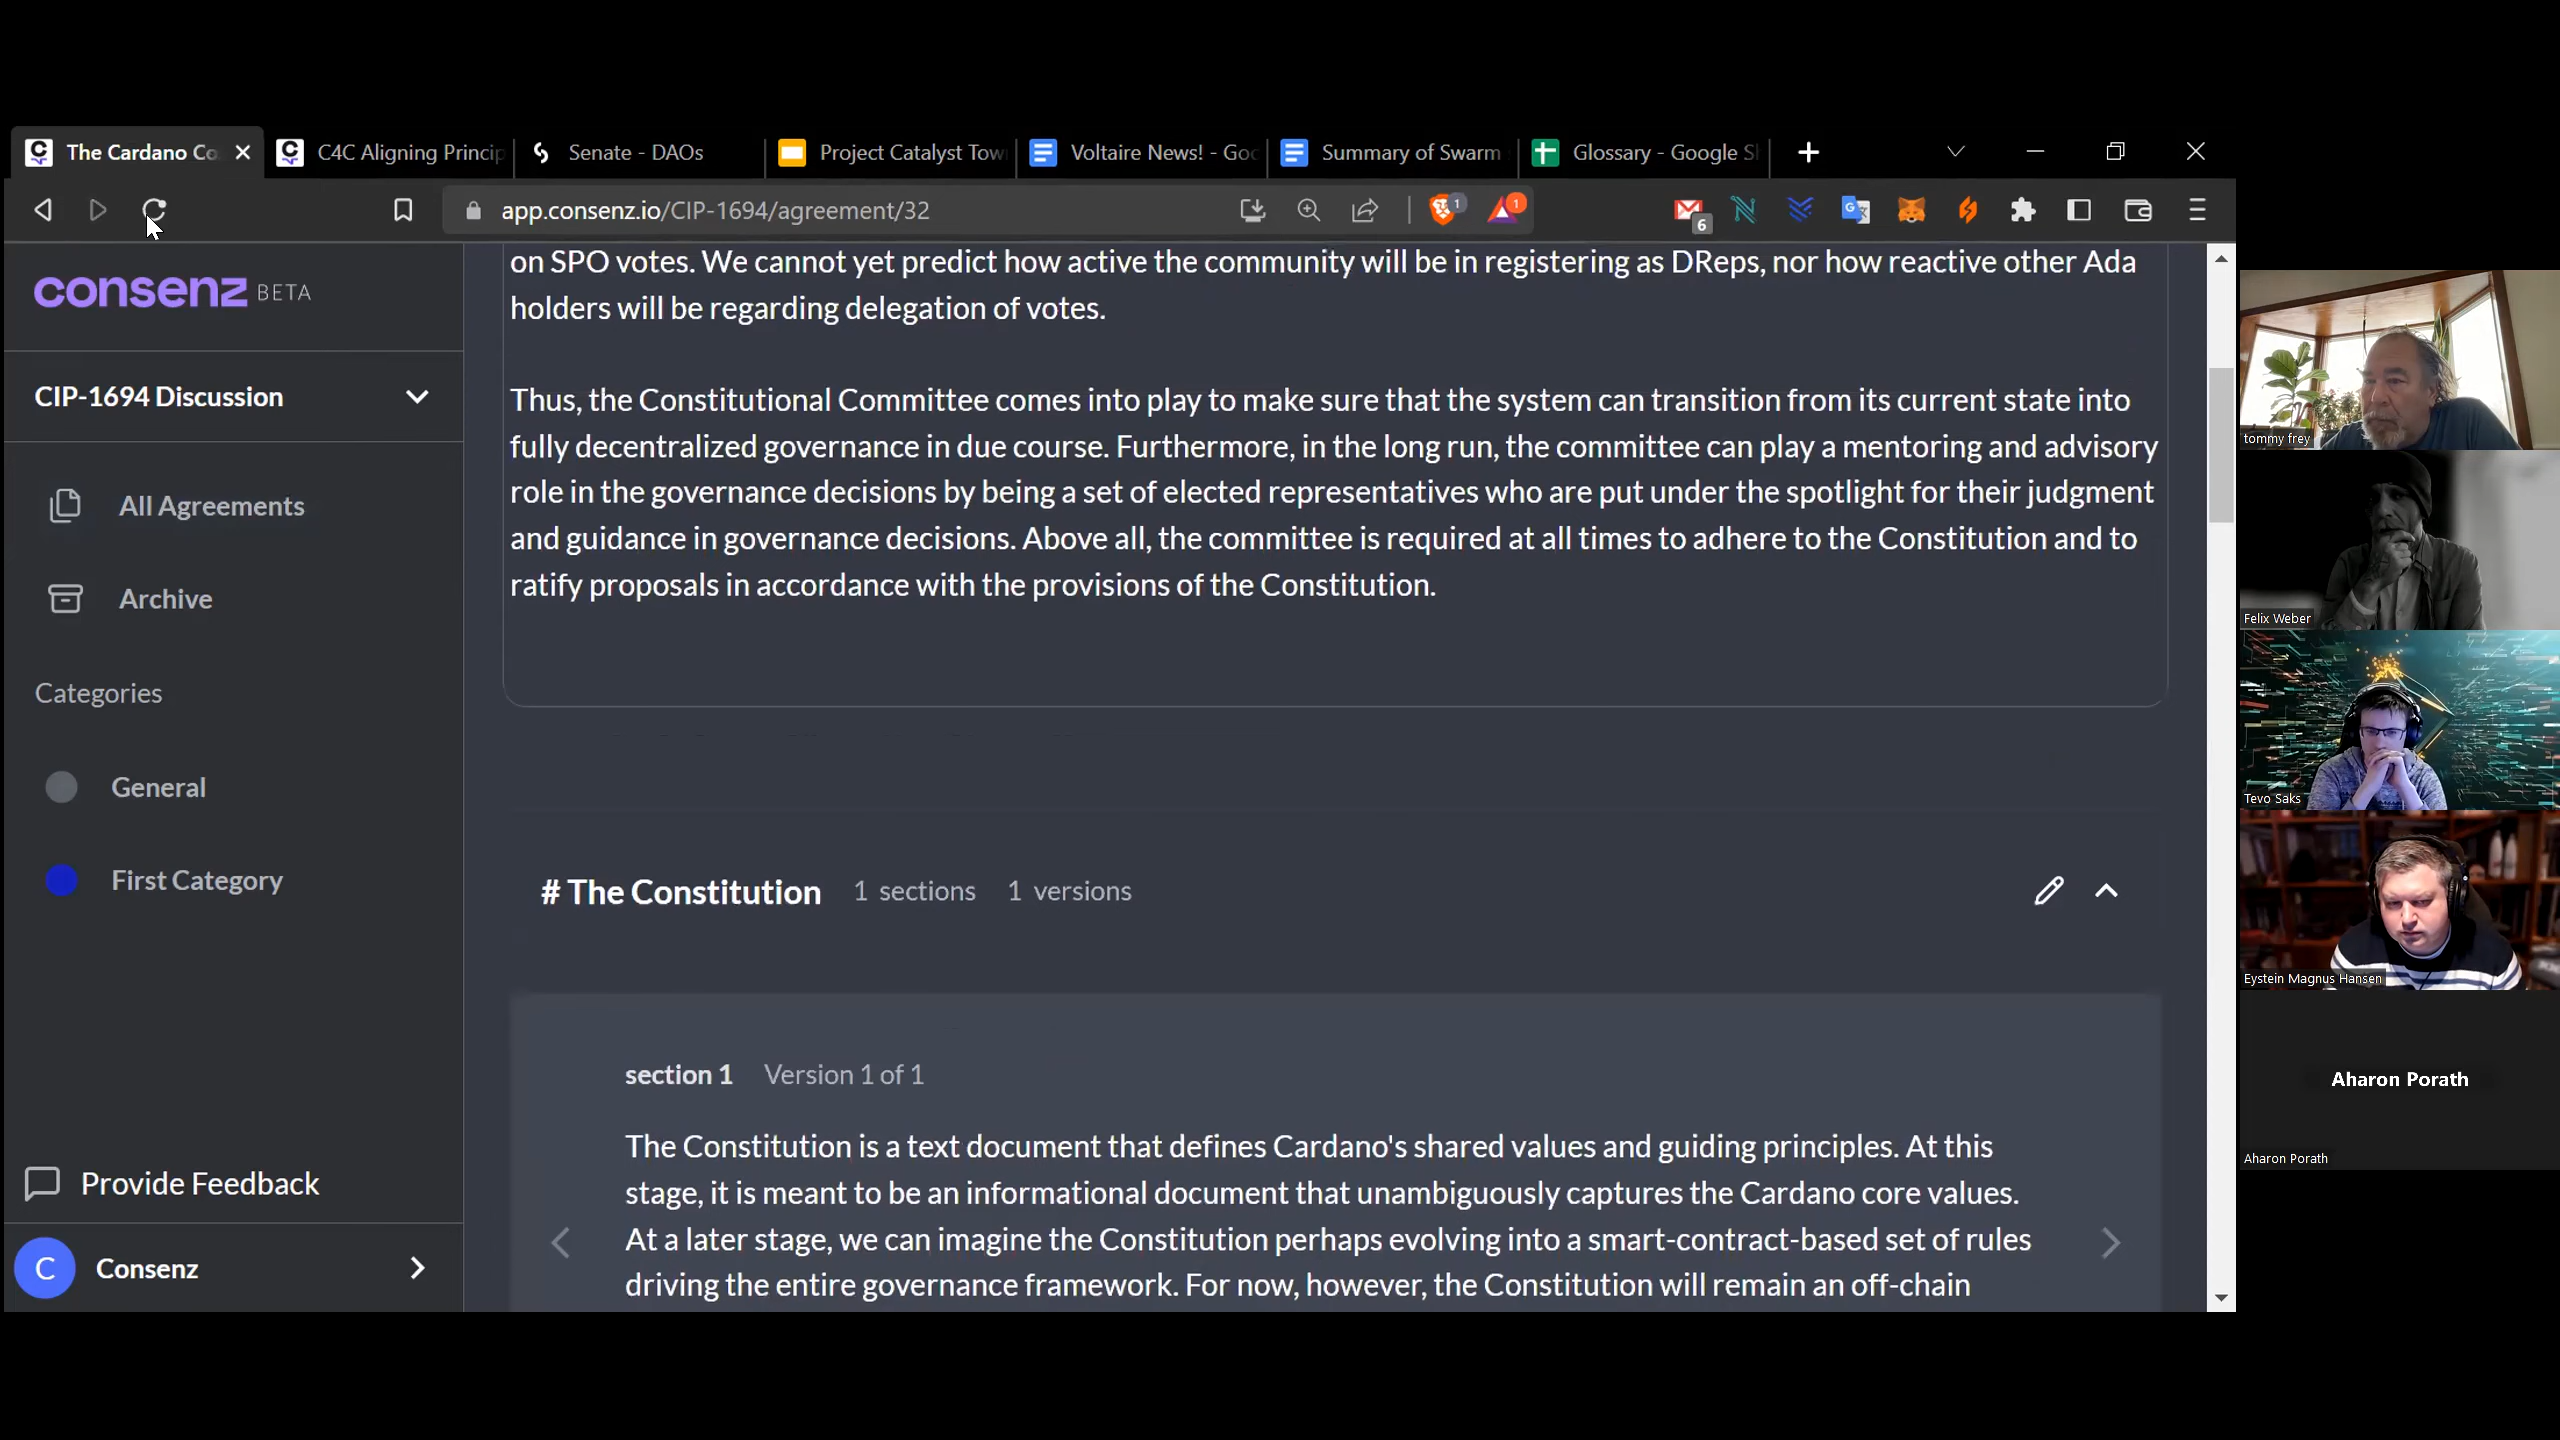 The Cardano Co
C4C Aligning Princip
Senate - DAOs
Project Catalyst Tow
Voltaire News! - Goo
Summary of Swarm
Glossary - Google Sh
app.consenz.io/CIP-1694/agreement/32
1
1
6
consenz BETA
CIP-1694 Discussion
All Agreements
Archive
Categories
General
First Category
Provide Feedback
C
Consenz
on SPO votes. We cannot yet predict how active the community will be in registering as DReps, nor how reactive other Ada
holders will be regarding delegation of votes.
Thus, the Constitutional Committee comes into play to make sure that the system can transition from its current state into
fully decentralized governance in due course. Furthermore, in the long run, the committee can play a mentoring and advisory
role in the governance decisions by being a set of elected representatives who are put under the spotlight for their judgment
and guidance in governance decisions. Above all, the committee is required at all times to adhere to the Constitution and to
ratify proposals in accordance with the provisions of the Constitution.
# The Constitution 1 sections 1 versions
section 1 Version 1 of 1
The Constitution is a text document that defines Cardano's shared values and guiding principles. At this
stage, it is meant to be an informational document that unambiguously captures the Cardano core values.
At a later stage, we can imagine the Constitution perhaps evolving into a smart-contract-based set of rules
driving the entire governance framework. For now, however, the Constitution will remain an off-chain
tommy frey
Felix Weber
Tevo Saks
Eystein Magnus Hansen
Aharon Porath
Aharon Porath